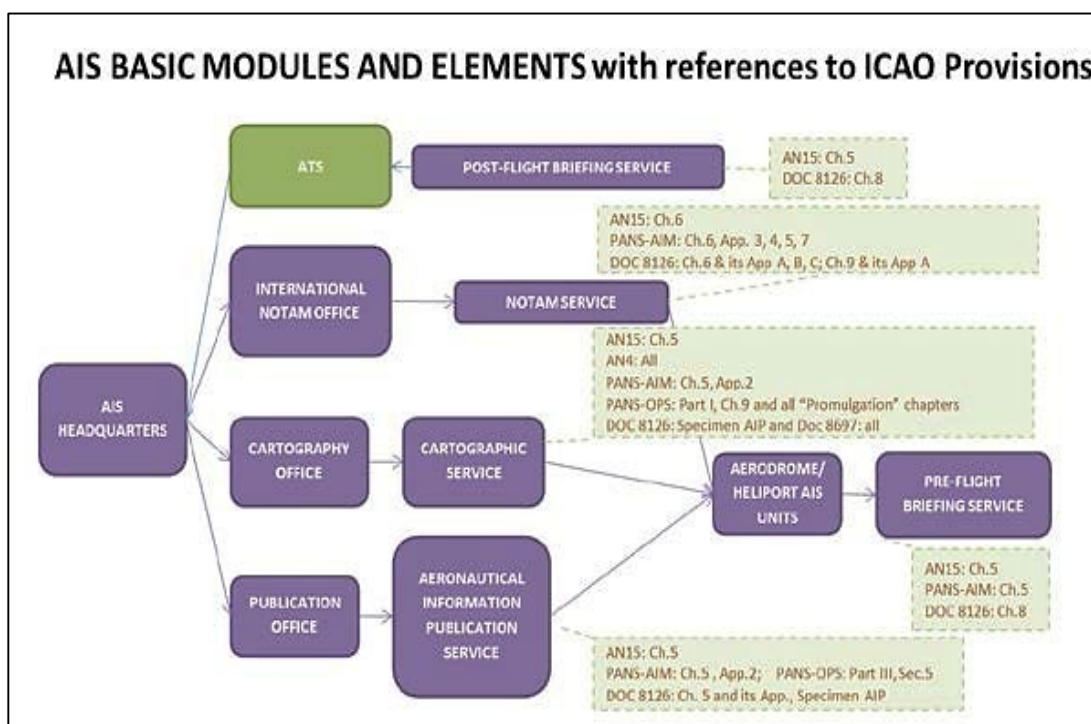 AIS BASIC MODULES AND ELEMENTS with references to ICAO Provisions
ATS
POST-FLIGHT BRIEFING SERVICE
AN15: Ch.5
DOC 8126: Ch.8
AN15: Ch.6
PANS-AIM: Ch.6, App. 3, 4, 5, 7
DOC 8126: Ch.6 & its App A, B, C; Ch.9 & its App A
INTERNATIONAL
NOTAM OFFICE
NOTAM SERVICE
AN15: Ch.5
AN4: All
PANS-AIM: Ch.5, App.2
PANS-OPS: Part I, Ch.9 and all "Promulgation" chapters
DOC 8126: Specimen AIP and Doc 8697: all
AIS
HEADQUARTERS
CARTOGRAPHY
OFFICE
CARTOGRAPHIC
SERVICE
AERODROME/
HELIPORT AIS
UNITS
PRE-FLIGHT
BRIEFING SERVICE
AN15: Ch.5
PANS-AIM: Ch.5
DOC 8126: Ch.8
PUBLICATION
OFFICE
AERONAUTICAL
INFORMATION
PUBLICATION
SERVICE
AN15: Ch.5
PANS-AIM: Ch.5 , App.2; PANS-OPS: Part III, Sec.5
DOC 8126: Ch. 5 and its App., Specimen AIP